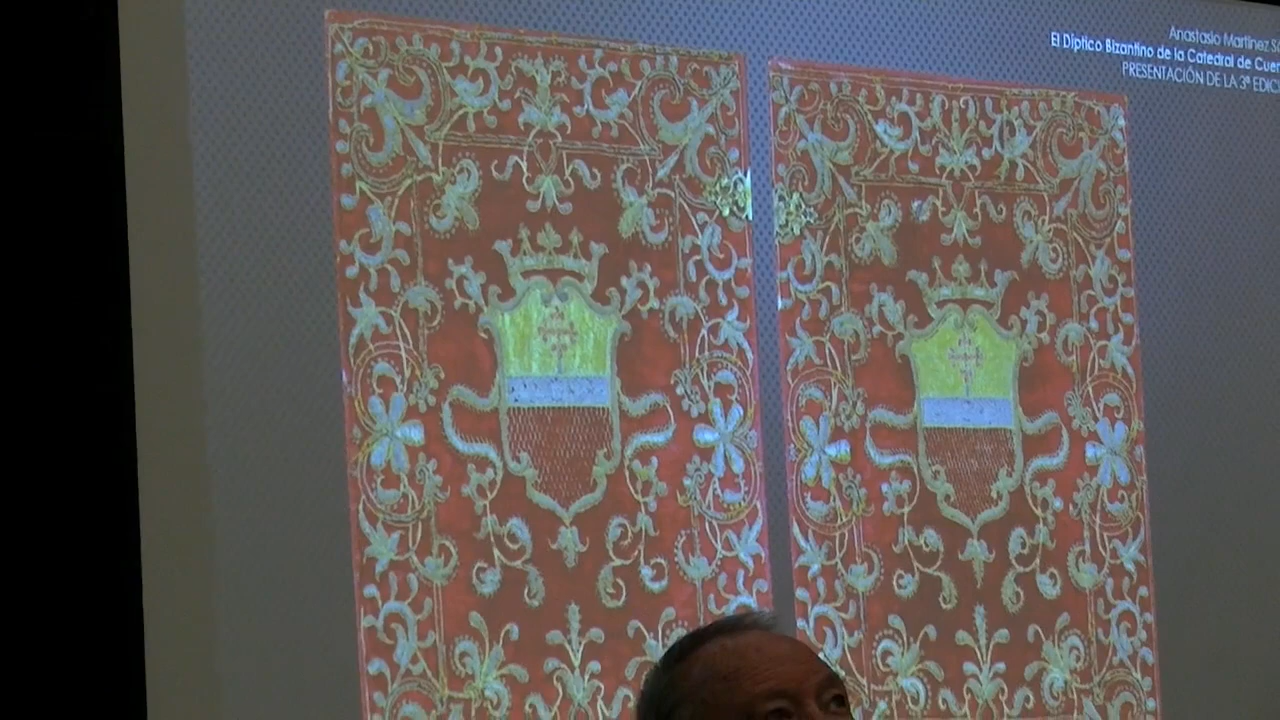 Anastasio Martínez
El Díptico Bizantino de la Catedral de
PRESENTACIÓN DE LA 3ª